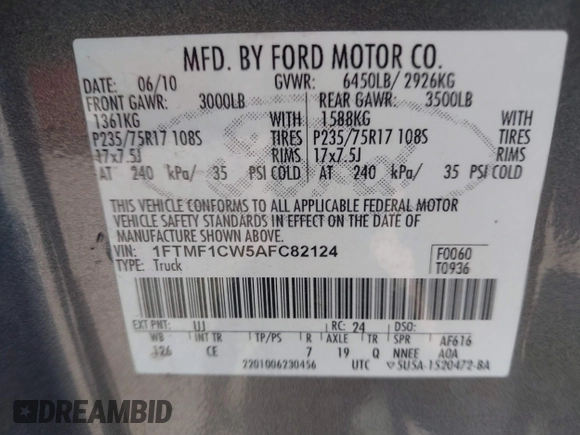 MFD. BY FORD MOTOR CO.
DATE: 06/10 GVWR: 6450LB/ 2926KG
FRONT GAWR: 3000LB REAR GAWR: 3500LB
1361KG WITH 1588KG WITH
P235/75R17 108S TIRES P235/75R17 108S TIRES
17x7.5J RIMS 17x7.5J RIMS
AT 240 kPa/ 35 PSI COLD AT 240 kPa/ 35 PSI COLD
THIS VEHICLE CONFORMS TO ALL APPLICABLE FEDERAL MOTOR
VEHICLE SAFETY STANDARDS IN EFFECT ON THE DATE OF
MANUFACTURE SHOWN ABOVE.
VIN: 1FTMF1CW5AFC82124 F0060
TYPE: Truck T0936
EXT PNT: UJ RC: 24 DSO:
WB INT TR TP/PS R AXLE TR SPR AF616
126 CE 7 19 Q NNEE A0A
2201006230456 UTC 5U5A-1520472-BA
DREAMBID